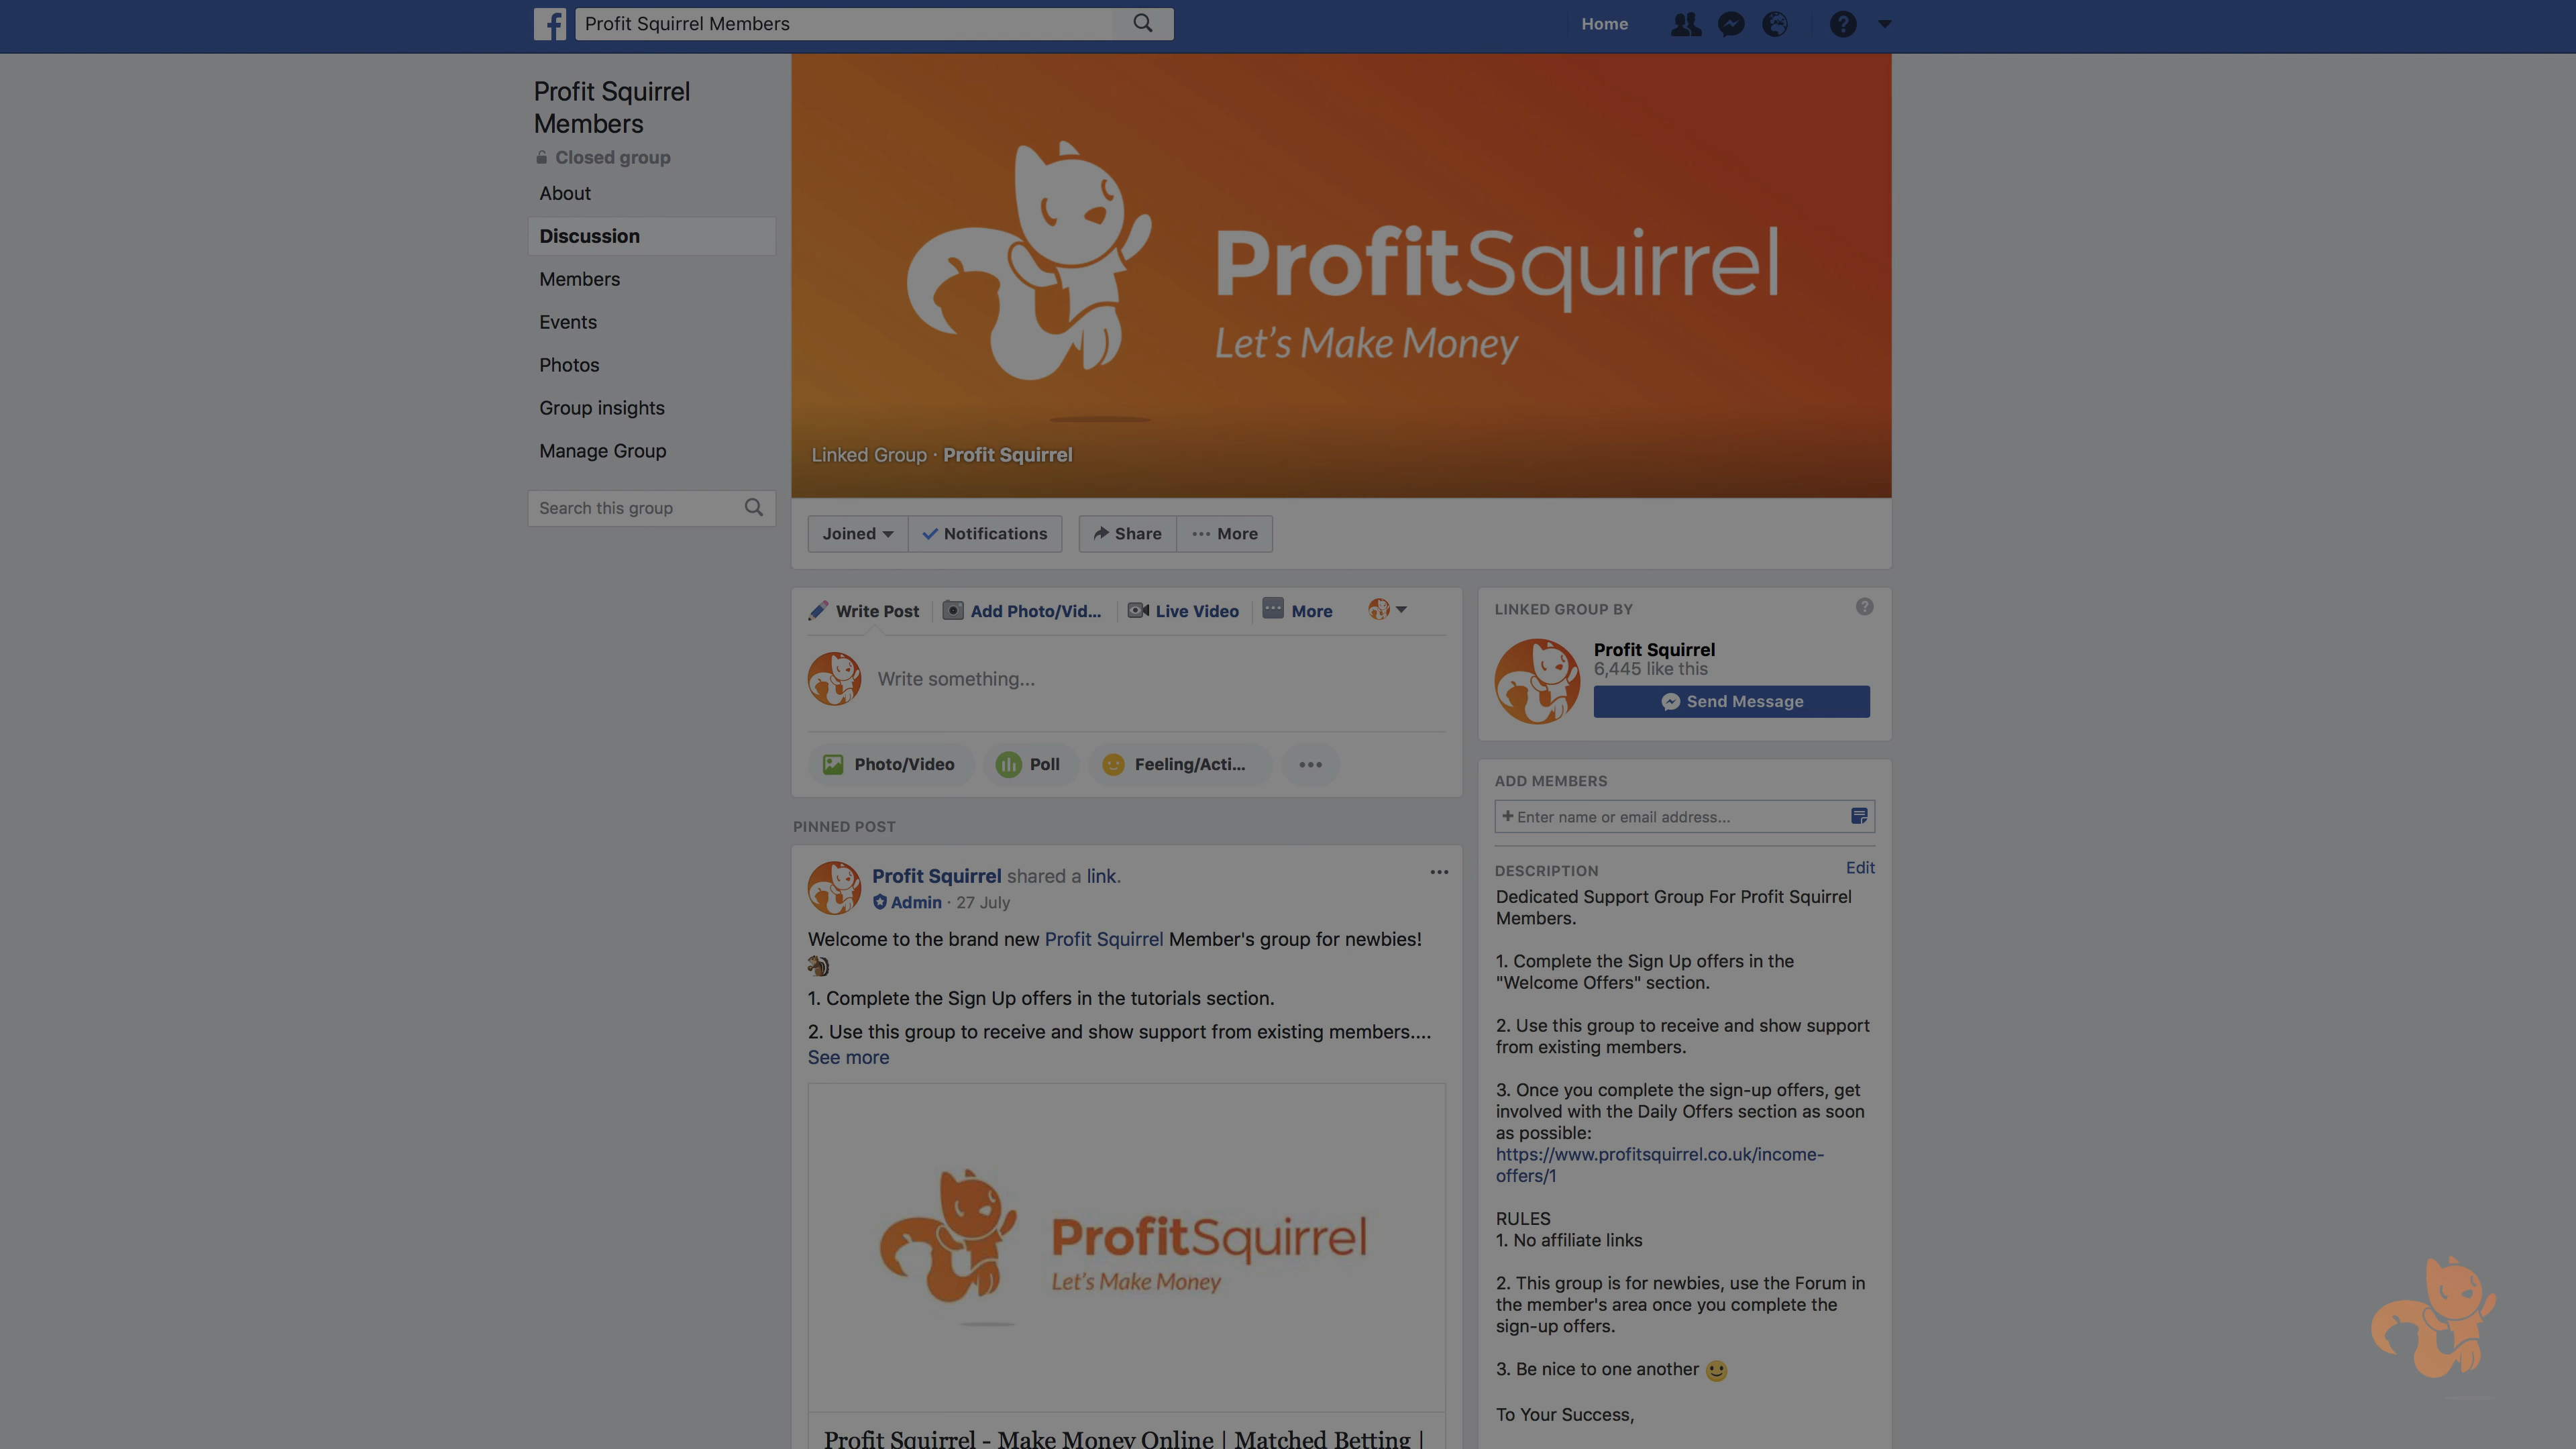 Profit Squirrel Members
Home
Profit Squirrel
Members
Closed group
About
Discussion
Members
Events
Photos
Group insights
Manage Group
Search this group
ProfitSquirrel
Let's Make Money
Linked Group · Profit Squirrel
Joined
Notifications
Share
More
Write Post
Add Photo/Vid...
Live Video
More
Write something...
Photo/Video
Poll
Feeling/Acti...
PINNED POST
Profit Squirrel shared a link.
Admin · 27 July
Welcome to the brand new Profit Squirrel Member's group for newbies!
1. Complete the Sign Up offers in the tutorials section.
2. Use this group to receive and show support from existing members....
See more
ProfitSquirrel
Let's Make Money
Profit Squirrel - Make Money Online | Matched Betting |
LINKED GROUP BY
Profit Squirrel
6,445 like this
Send Message
ADD MEMBERS
+ Enter name or email address...
DESCRIPTION
Edit
Dedicated Support Group For Profit Squirrel
Members.
1. Complete the Sign Up offers in the
"Welcome Offers" section.
2. Use this group to receive and show support
from existing members.
3. Once you complete the sign-up offers, get
involved with the Daily Offers section as soon
as possible:
https://www.profitsquirrel.co.uk/income-
offers/1
RULES
1. No affiliate links
2. This group is for newbies, use the Forum in
the member's area once you complete the
sign-up offers.
3. Be nice to one another 🙂
To Your Success,